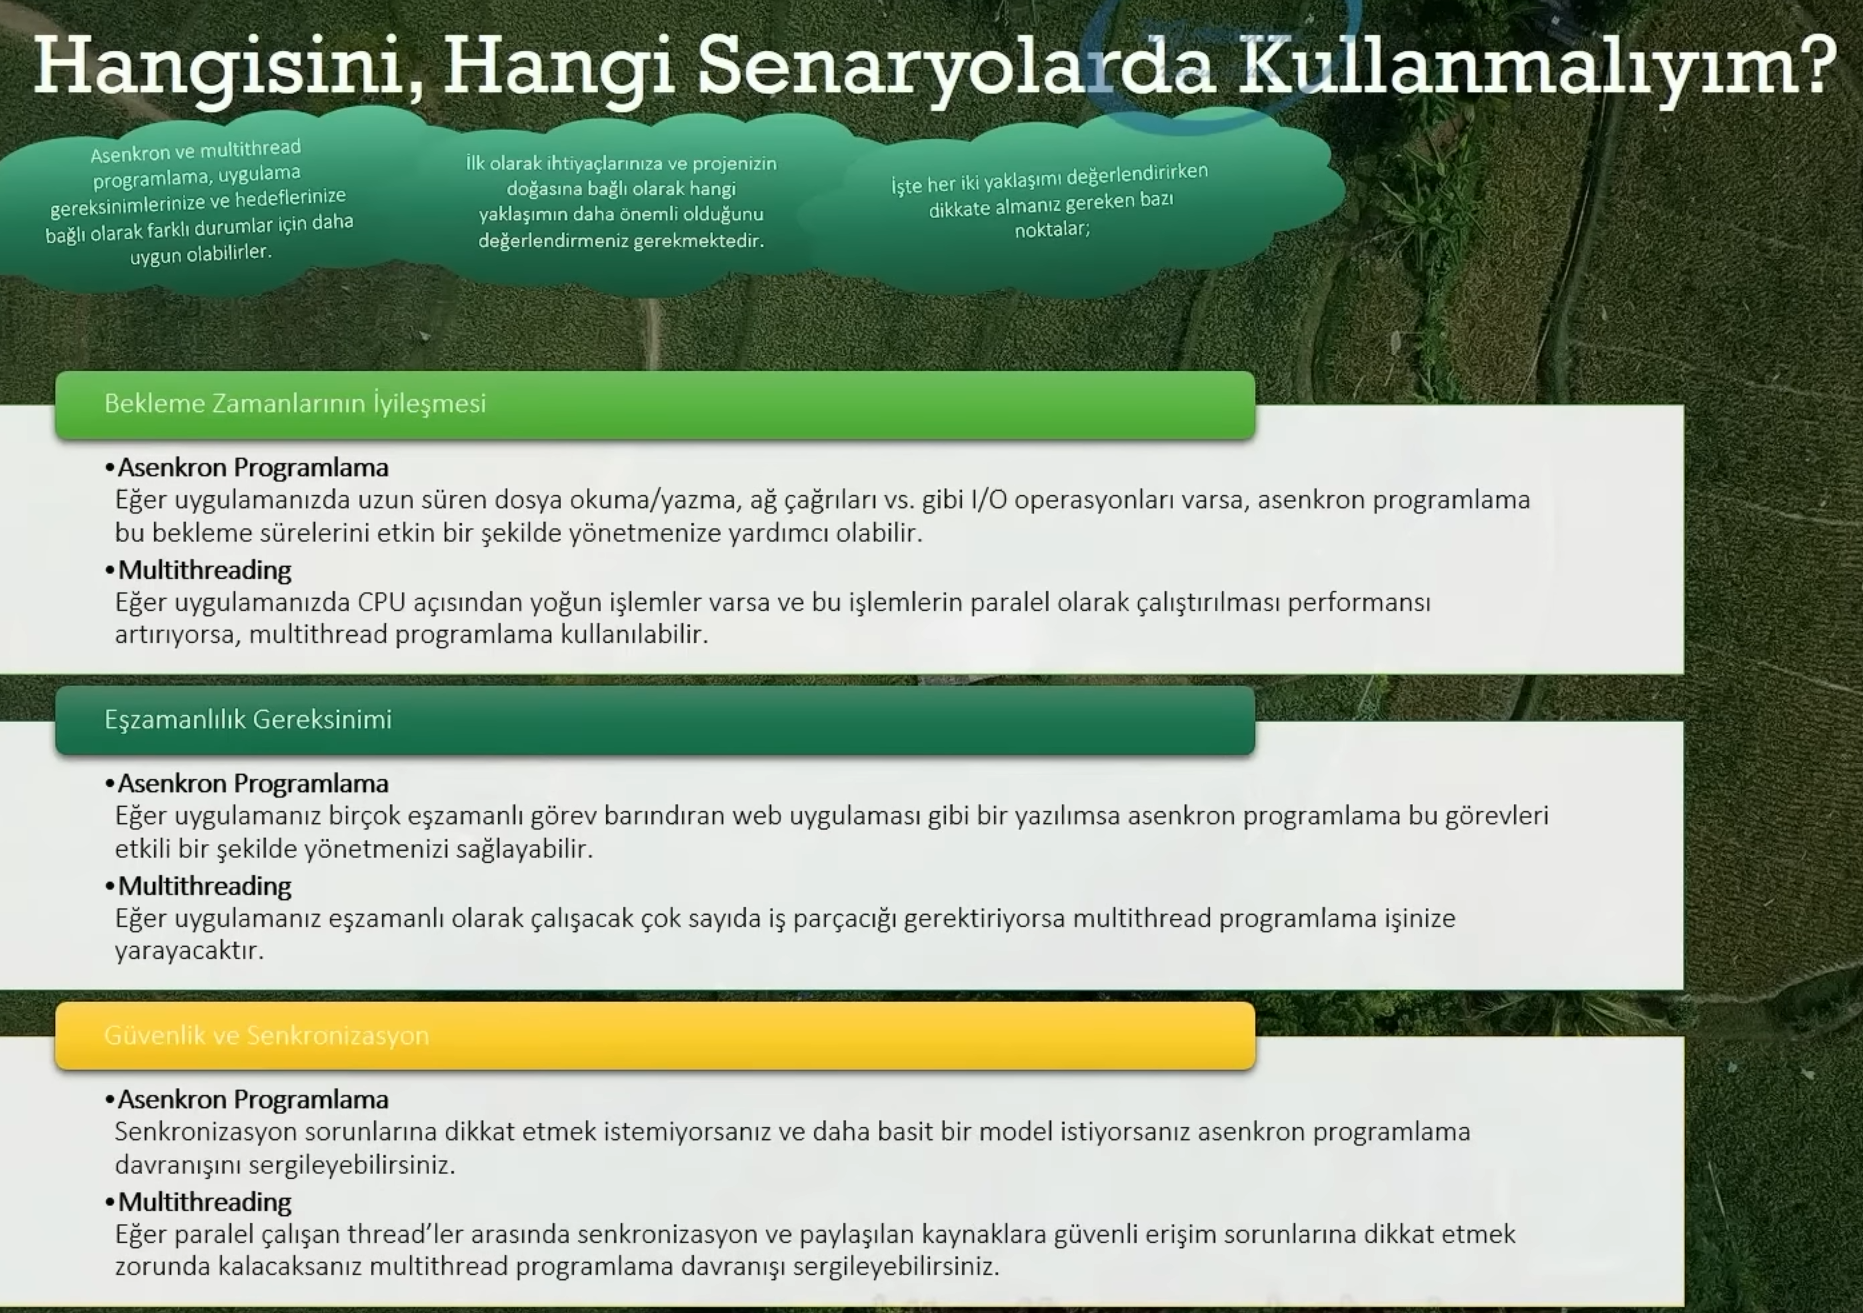 Hangisini, Hangi Senaryolarda Kullanmalıyım?
Asenkron ve multithread
programlama, uygulama
gereksinimlerinize ve hedeflerinize
bağlı olarak farklı durumlar için daha
uygun olabilirler.
İlk olarak ihtiyaçlarınıza ve projenizin
doğasına bağlı olarak hangi
yaklaşımın daha önemli olduğunu
değerlendirmeniz gerekmektedir.
İşte her iki yaklaşımı değerlendirirken
dikkate almanız gereken bazı
noktalar;
Bekleme Zamanlarının İyileşmesi
•Asenkron Programlama
Eğer uygulamanızda uzun süren dosya okuma/yazma, ağ çağrıları vs. gibi I/O operasyonları varsa, asenkron programlama
bu bekleme sürelerini etkin bir şekilde yönetmenize yardımcı olabilir.
•Multithreading
Eğer uygulamanızda CPU açısından yoğun işlemler varsa ve bu işlemlerin paralel olarak çalıştırılması performansı
artırıyorsa, multithread programlama kullanılabilir.
Eşzamanlılık Gereksinimi
•Asenkron Programlama
Eğer uygulamanız birçok eşzamanlı görev barındıran web uygulaması gibi bir yazılımsa asenkron programlama bu görevleri
etkili bir şekilde yönetmenizi sağlayabilir.
•Multithreading
Eğer uygulamanız eşzamanlı olarak çalışacak çok sayıda iş parçacığı gerektiriyorsa multithread programlama işinize
yarayacaktır.
Güvenlik ve Senkronizasyon
•Asenkron Programlama
Senkronizasyon sorunlarına dikkat etmek istemiyorsanız ve daha basit bir model istiyorsanız asenkron programlama
davranışını sergileyebilirsiniz.
•Multithreading
Eğer paralel çalışan thread’ler arasında senkronizasyon ve paylaşılan kaynaklara güvenli erişim sorunlarına dikkat etmek
zorunda kalacaksanız multithread programlama davranışı sergileyebilirsiniz.